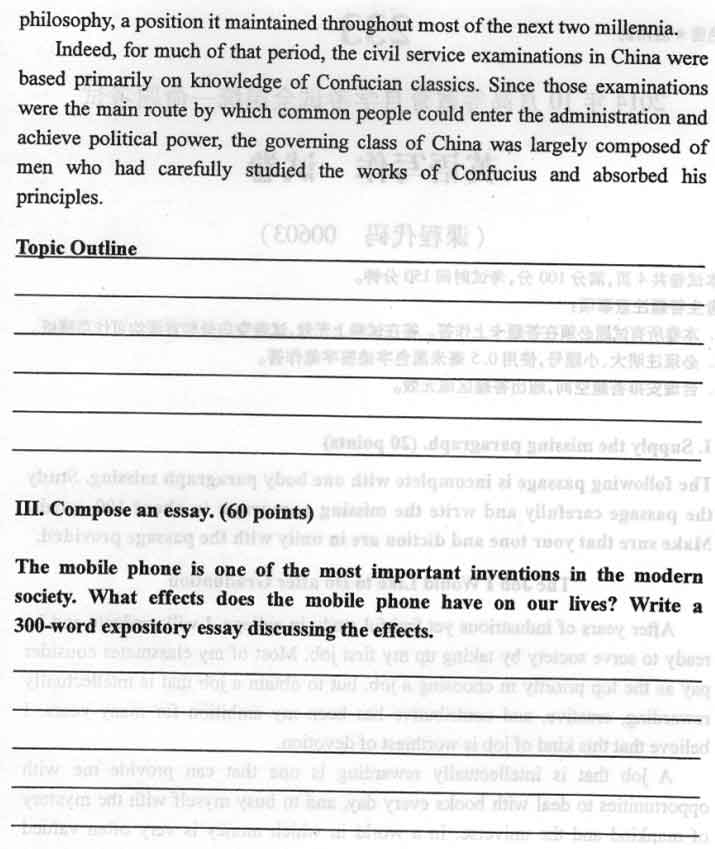 philosophy, a position it maintained throughout most of the next two millennia.
Indeed, for much of that period, the civil service examinations in China were
based primarily on knowledge of Confucian classics. Since those examinations
were the main route by which common people could enter the administration and
achieve political power, the governing class of China was largely composed of
men who had carefully studied the works of Confucius and absorbed his
principles.
Topic Outline
III. Compose an essay. (60 points)
The mobile phone is one of the most important inventions in the modern
society. What effects does the mobile phone have on our lives? Write a
300-word expository essay discussing the effects.